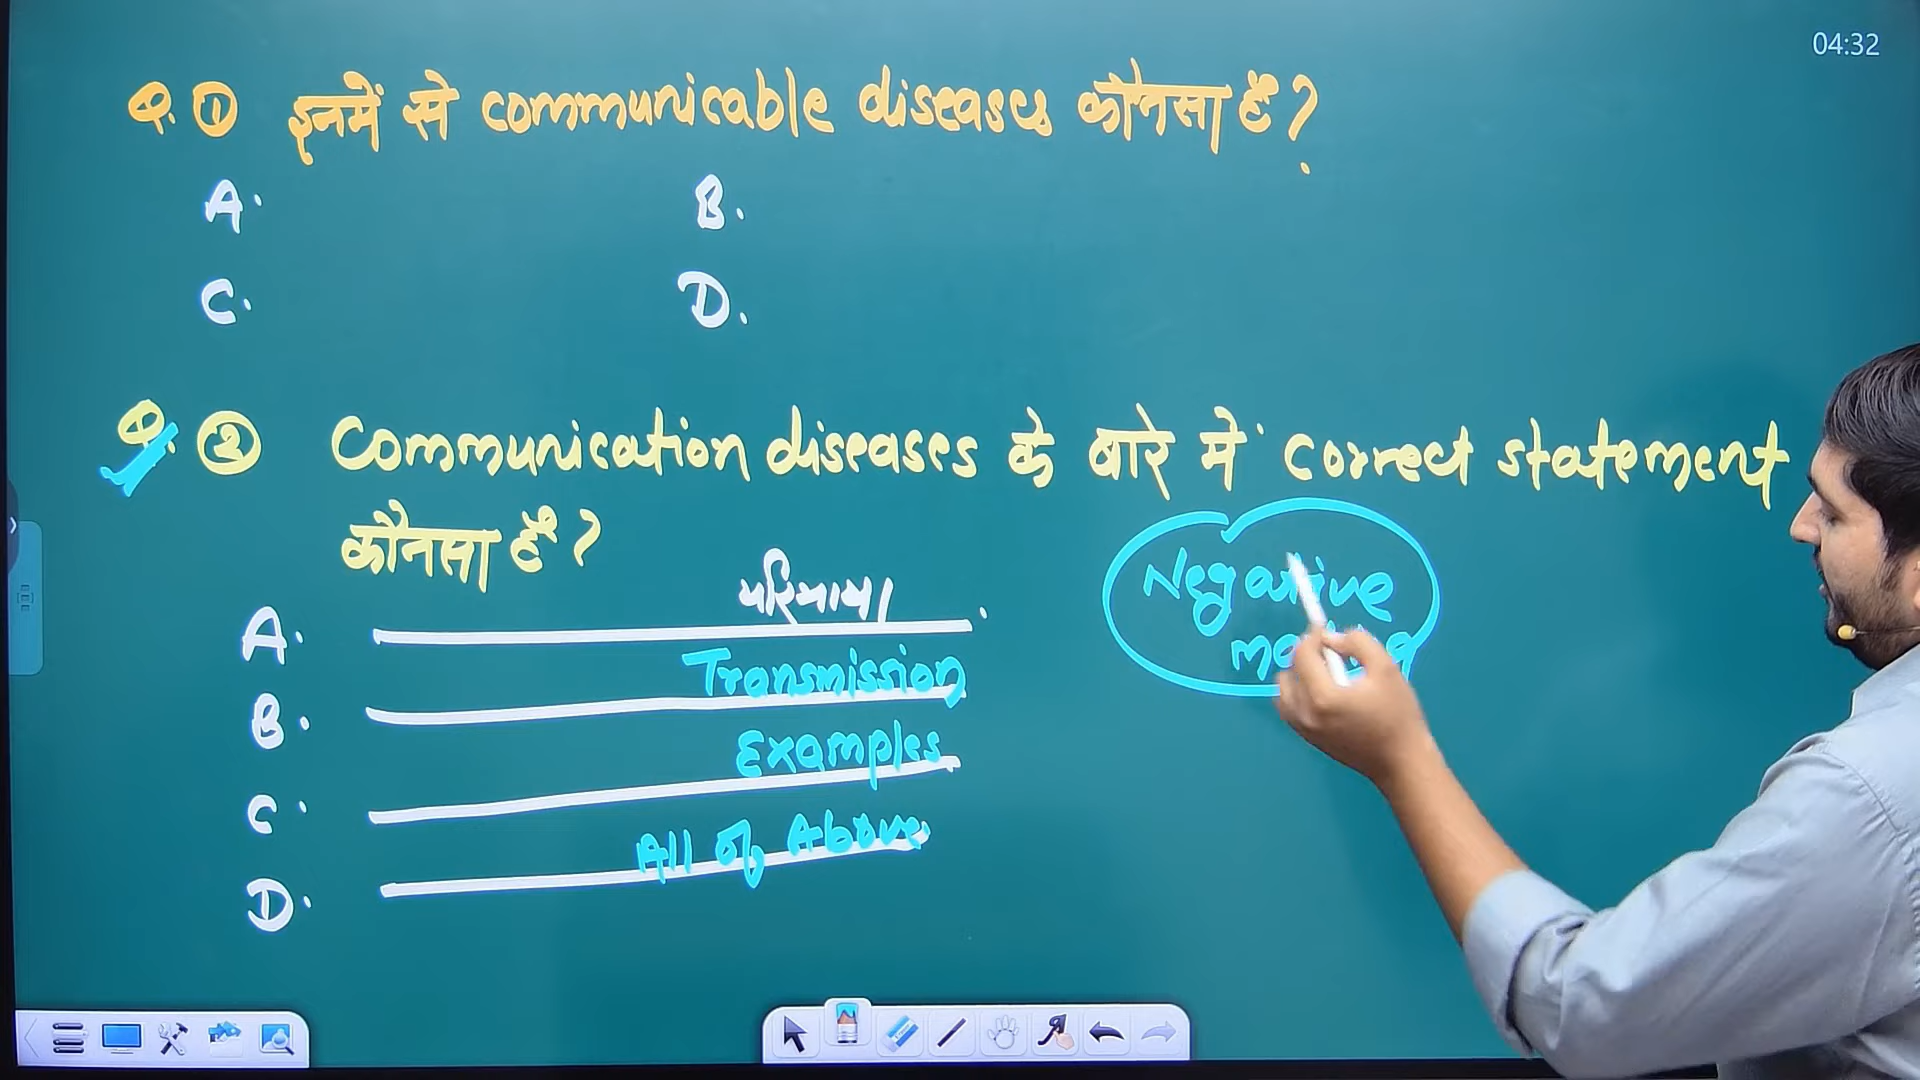 04:32
Q. ① इनमें से communicable diseases कौनसा है ?
A. B.
C. D.
Q. ② Communication diseases के बारे में correct statement
कौनसा है ?
A. परिभाषा
B. Transmission
C. Examples
D. All of Above
Negative